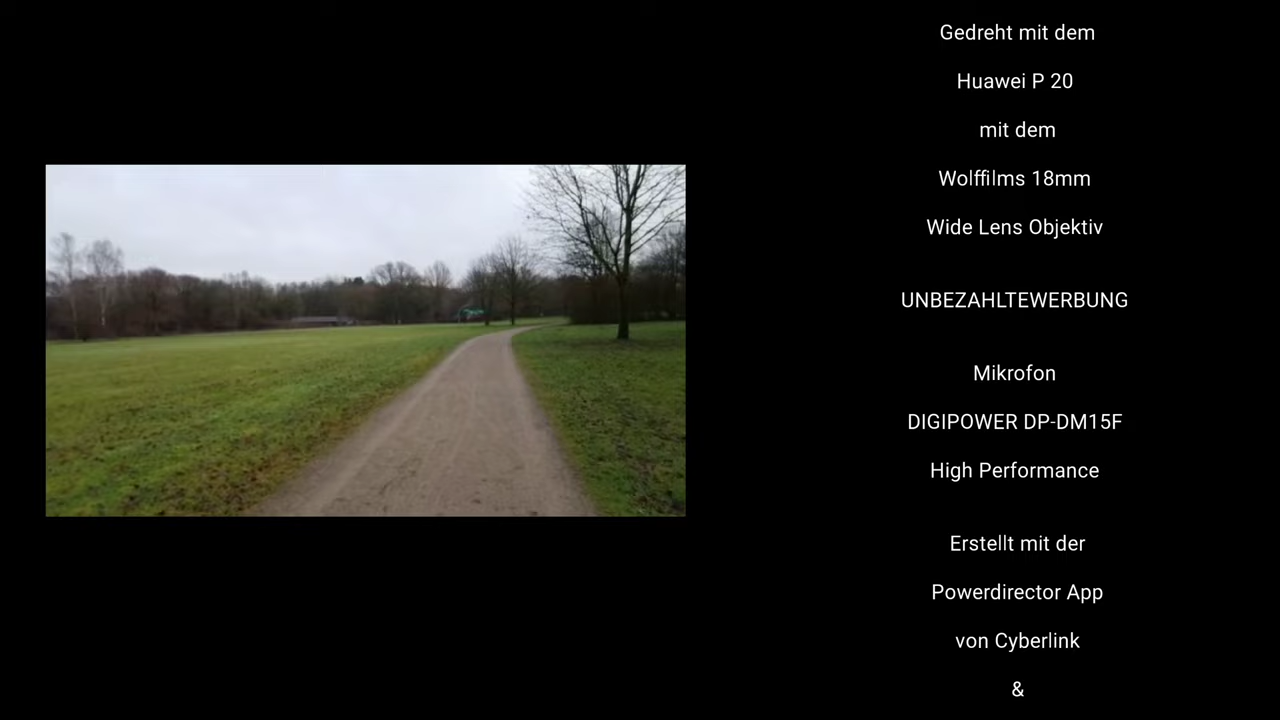 Gedreht mit dem
Huawei P 20
mit dem
Wolffilms 18mm
Wide Lens Objektiv
UNBEZAHLTEWERBUNG
Mikrofon
DIGIPOWER DP-DM15F
High Performance
Erstellt mit der
Powerdirector App
von Cyberlink
&